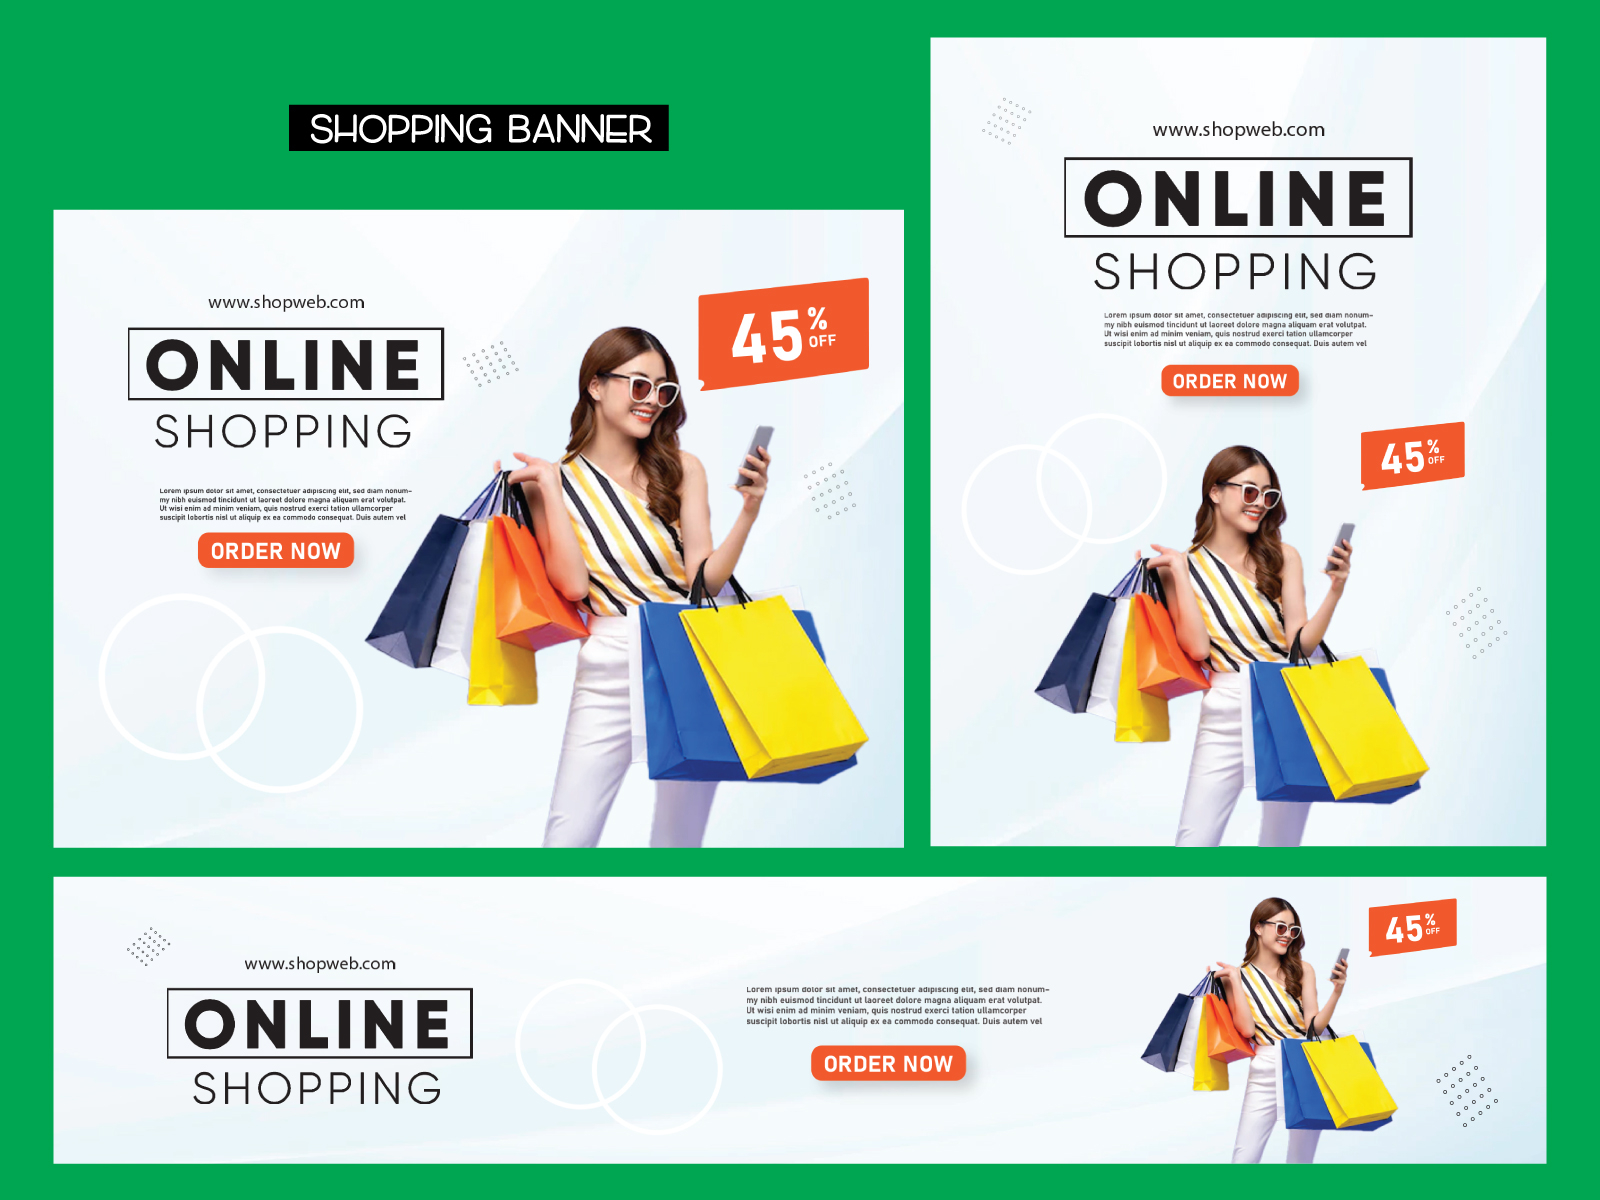 SHOPPING BANNER
www.shopweb.com
ONLINE
SHOPPING
Lorem ipsum dolor sit amet, consectetuer adipiscing elit, sed diam nonum-
my nibh euismod tincidunt ut laoreet dolore magna aliquam erat volutpat.
Ut wisi enim ad minim veniam, quis nostrud exerci tation ullamcorper
suscipit lobortis nisl ut aliquip ex ea commodo consequat. Duis autem vel
ORDER NOW
45%
OFF
www.shopweb.com
ONLINE
SHOPPING
Lorem ipsum dolor sit amet, consectetuer adipiscing elit, sed diam nonum-
my nibh euismod tincidunt ut laoreet dolore magna aliquam erat volutpat.
Ut wisi enim ad minim veniam, quis nostrud exerci tation ullamcorper
suscipit lobortis nisl ut aliquip ex ea commodo consequat. Duis autem vel
ORDER NOW
45%
OFF
www.shopweb.com
ONLINE
SHOPPING
Lorem ipsum dolor sit amet, consectetuer adipiscing elit, sed diam nonum-
my nibh euismod tincidunt ut laoreet dolore magna aliquam erat volutpat.
Ut wisi enim ad minim veniam, quis nostrud exerci tation ullamcorper
suscipit lobortis nisl ut aliquip ex ea commodo consequat. Duis autem vel
ORDER NOW
45%
OFF